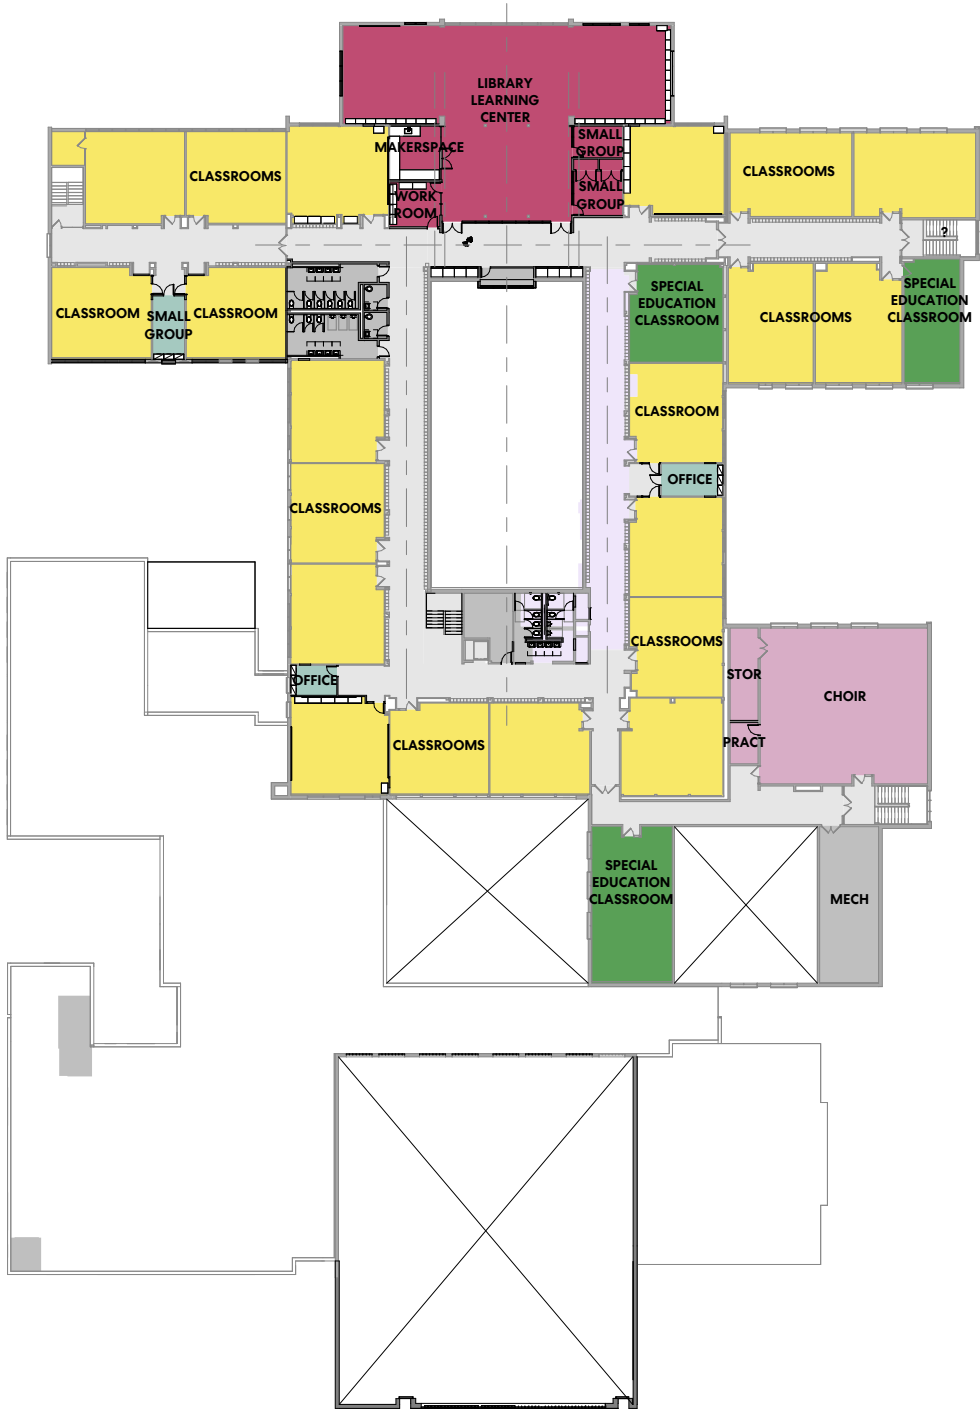 LIBRARY
LEARNING
CENTER
MAKERSPACE
SMALL
GROUP
WORK
ROOM
SMALL
GROUP
CLASSROOMS
CLASSROOMS
?
CLASSROOM
SMALL
GROUP
CLASSROOM
SPECIAL
EDUCATION
CLASSROOM
CLASSROOMS
SPECIAL
EDUCATION
CLASSROOM
CLASSROOM
OFFICE
CLASSROOMS
CLASSROOMS
OFFICE
STOR
CHOIR
PRACT
CLASSROOMS
SPECIAL
EDUCATION
CLASSROOM
MECH